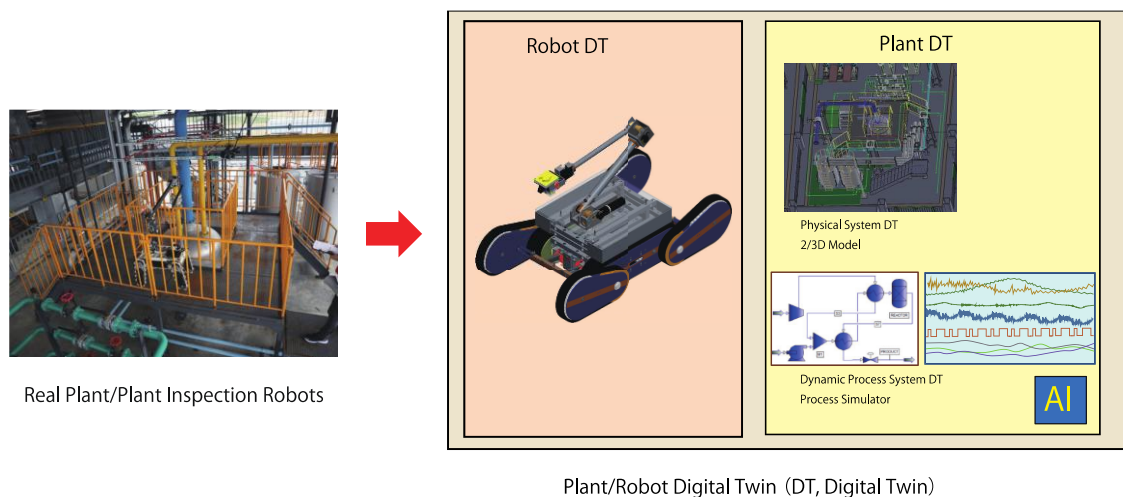 Robot DT
Plant DT
Physical System DT
2/3D Model
REACTOR
PRODUCT
Dynamic Process System DT
Process Simulator
AI
Real Plant/Plant Inspection Robots
Plant/Robot Digital Twin (DT, Digital Twin)